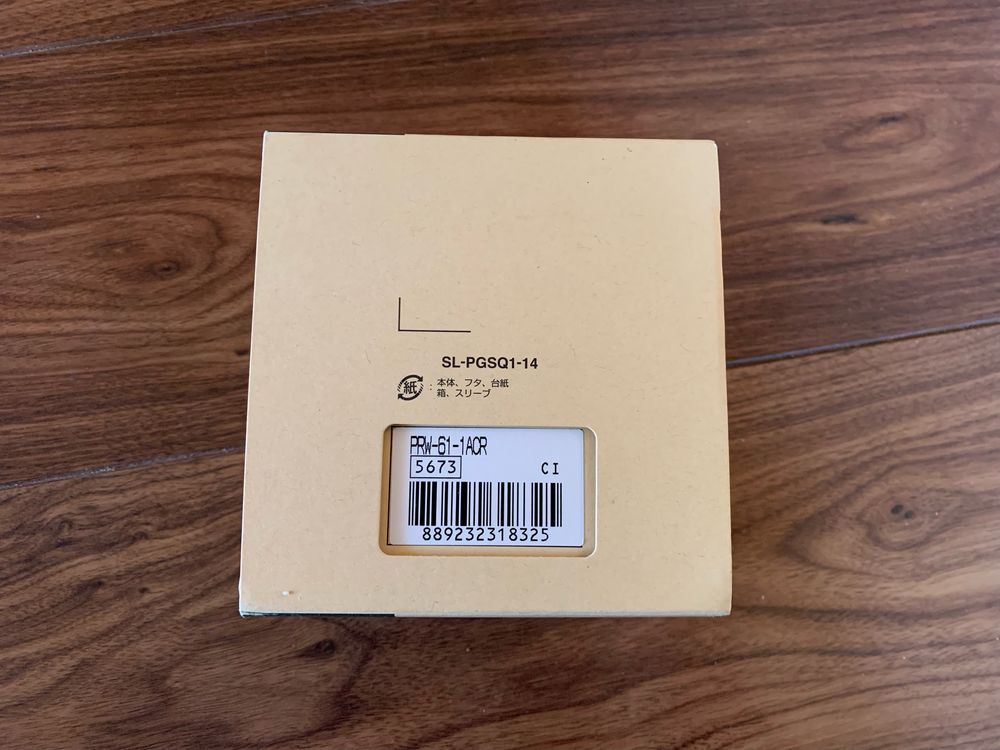 SL-PGSQ1-14
紙 : 本体、フタ、台紙
箱、スリーブ
PRW-61-1ACR
5673 CI
889232318325